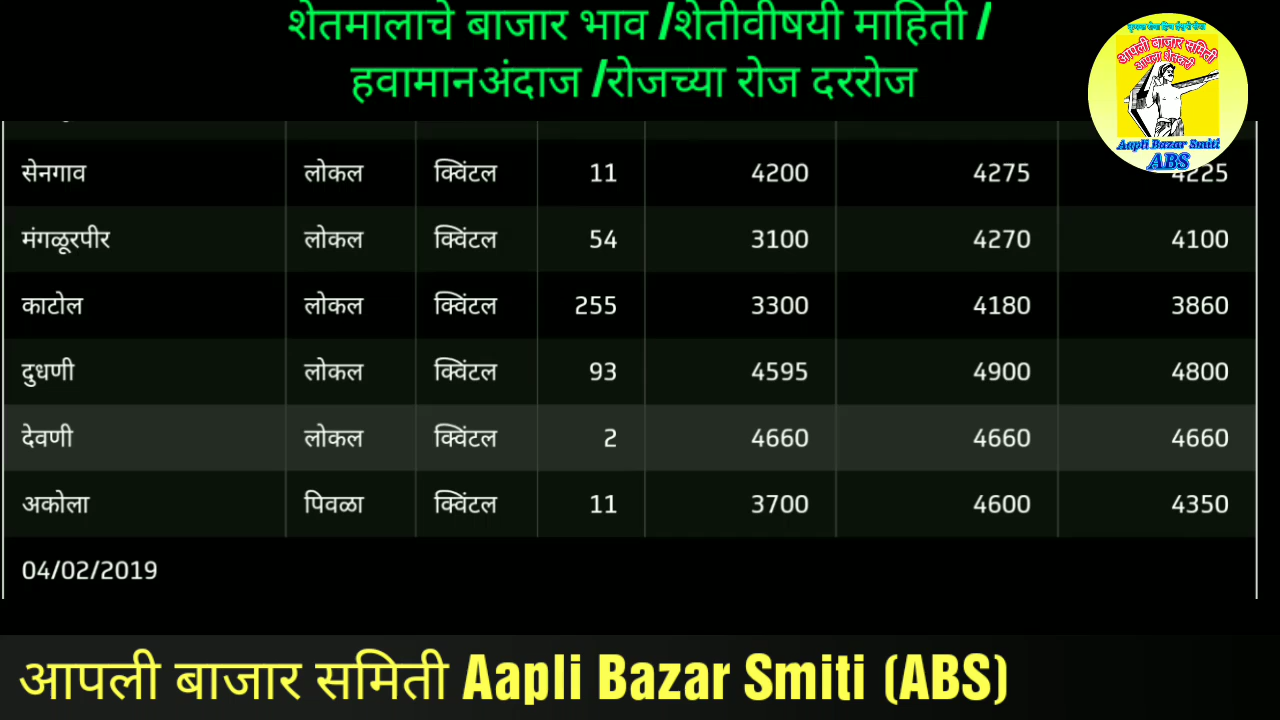 शेतमालाचे बाजार भाव /शेतीवीषयी माहिती /
हवामानअंदाज /रोजच्या रोज दररोज
आपली बाजार समिती
आपला शेतकरी
Aapli Bazar Smiti
ABS
सेनगाव लोकल क्विंटल 11 4200 4275 4225
मंगळूरपीर लोकल क्विंटल 54 3100 4270 4100
काटोल लोकल क्विंटल 255 3300 4180 3860
दुधणी लोकल क्विंटल 93 4595 4900 4800
देवणी लोकल क्विंटल 2 4660 4660 4660
अकोला पिवळा क्विंटल 11 3700 4600 4350
04/02/2019
आपली बाजार समिती Aapli Bazar Smiti (ABS)